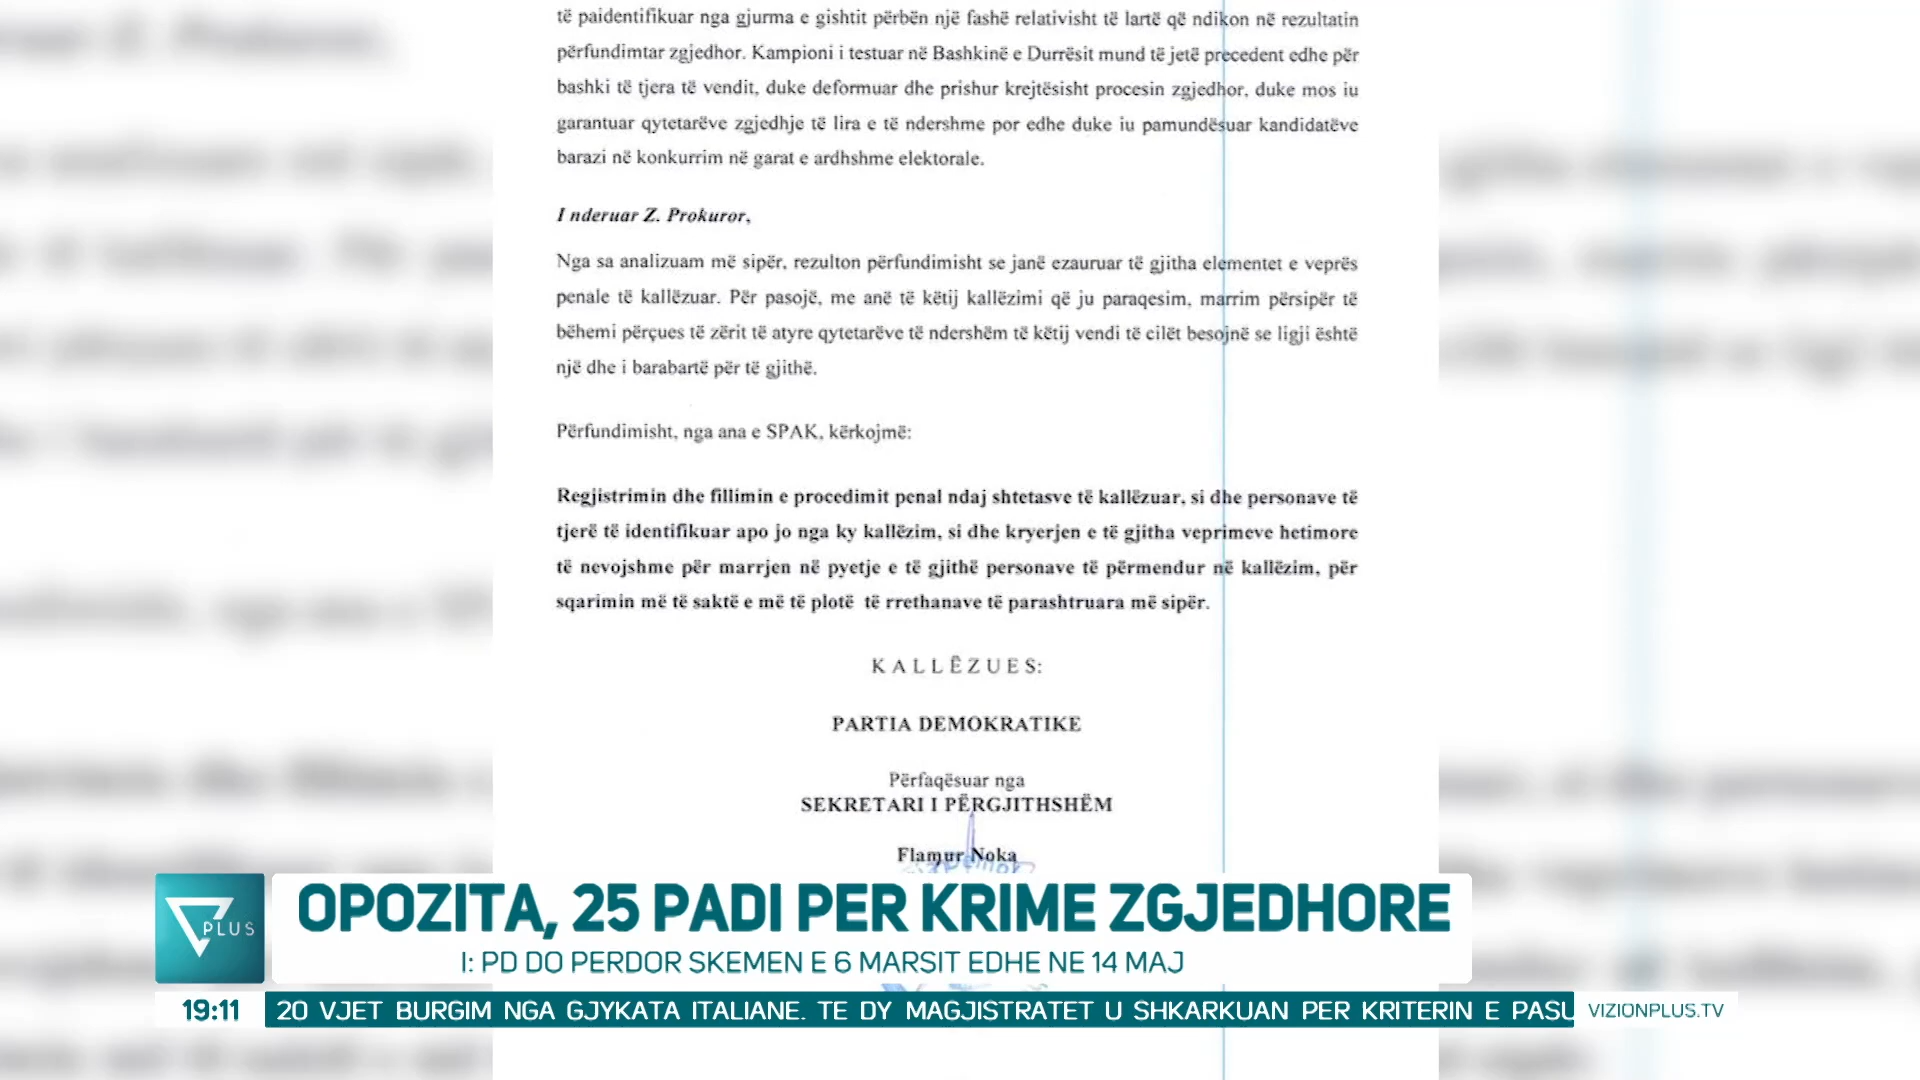 të paidentifikuar nga gjurma e gishtit përbën një fashë relativisht të lartë që ndikon në rezultatin
përfundimtar zgjedhor. Kampioni i testuar në Bashkinë e Durrësit mund të jetë precedent edhe për
bashki të tjera të vendit, duke deformuar dhe prishur krejtësisht procesin zgjedhor, duke mos iu
garantuar qytetarëve zgjedhje të lira e të ndershme por edhe duke iu pamundësuar kandidatëve
barazi në konkurrim në garat e ardhshme elektorale.
I nderuar Z. Prokuror,
Nga sa analizuam më sipër, rezulton përfundimisht se janë ezauruar të gjitha elementet e veprës
penale të kallëzuar. Për pasojë, me anë të këtij kallëzimi që ju paraqesim, marrim përsipër të
bëhemi përçues të zërit të atyre qytetarëve të ndershëm të këtij vendi të cilët besojnë se ligji është
një dhe i barabartë për të gjithë.
Përfundimisht, nga ana e SPAK, kërkojmë:
Regjistrimin dhe fillimin e procedimit penal ndaj shtetasve të kallëzuar, si dhe personave të
tjerë të identifikuar apo jo nga ky kallëzim, si dhe kryerjen e të gjitha veprimeve hetimore
të nevojshme për marrjen në pyetje e të gjithë personave të përmendur në kallëzim, për
sqarimin më të saktë e më të plotë të rrethanave të parashtruara më sipër.
K A L L Ë Z U E S:
PARTIA DEMOKRATIKE
Përfaqësuar nga
SEKRETARI I PËRGJITHSHËM
Flamur Noka
PLUS
OPOZITA, 25 PADI PER KRIME ZGJEDHORE
I: PD DO PERDOR SKEMEN E 6 MARSIT EDHE NE 14 MAJ
19:11 20 VJET BURGIM NGA GJYKATA ITALIANE. TE DY MAGJISTRATET U SHKARKUAN PER KRITERIN E PASU VIZIONPLUS.TV